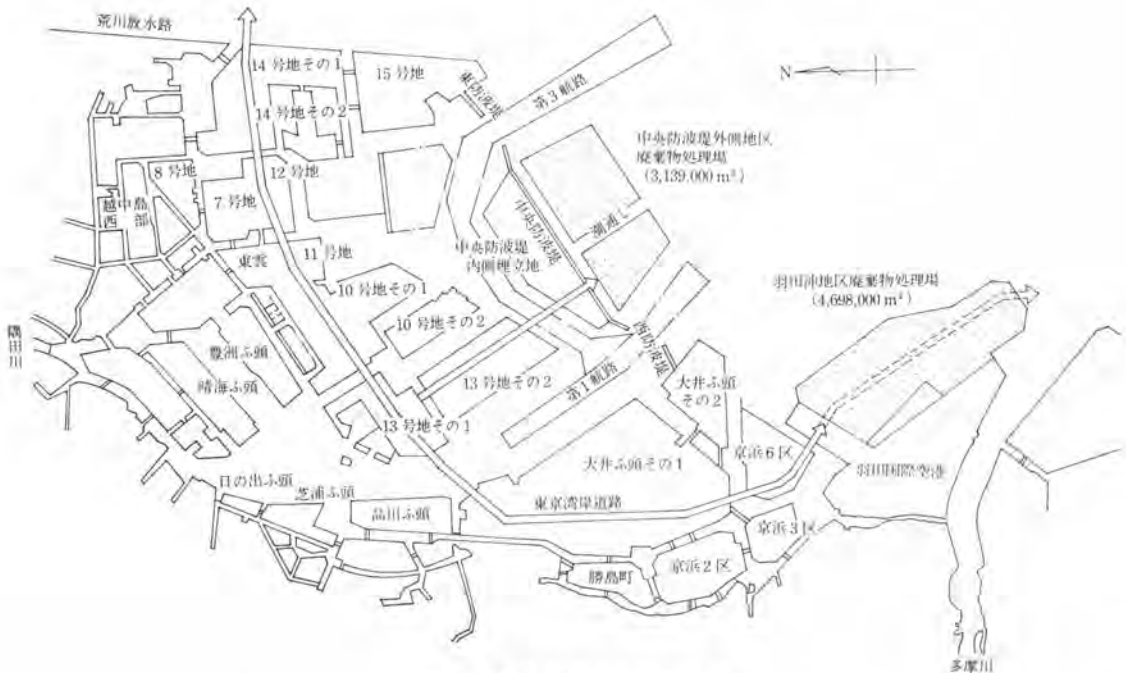 荒川放水路
14号地その1
15号地
東防波堤
第3航路
N
14号地その2
中央防波堤外側地区
廃棄物処理場
(3,139.000m²)
8号地
12号地
7号地
越中島
西部
中央防波堤
潮通し
東雲
11号地
中央防波堤
内側埋立地
10号地その1
羽田沖地区廃棄物処理場
(4,698,000m²)
10号地その2
隅田川
豊洲ふ頭
西防波堤
晴海ふ頭
13号地その2
第1航路
大井ふ頭
その2
13号地その1
京浜6区
大井ふ頭その1
羽田国際空港
日の出ふ頭
芝浦ふ頭
東京湾岸道路
品川ふ頭
京浜3区
勝島町
京浜2区
多摩川